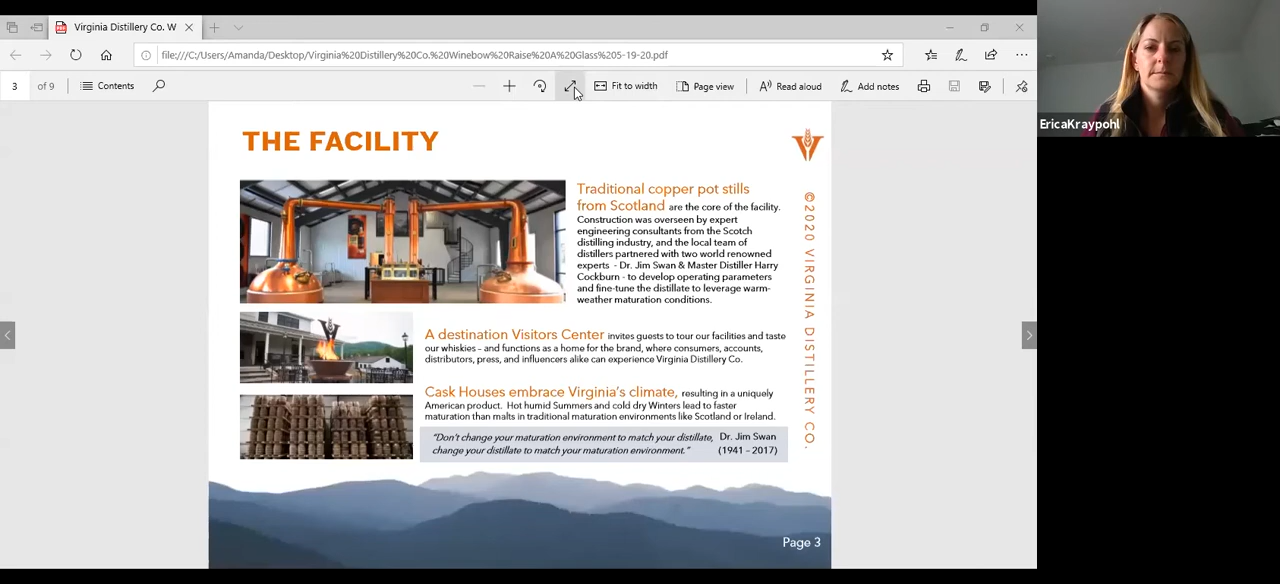 Virginia Distillery Co. W
file:///C:/Users/Amanda/Desktop/Virginia%20Distillery%20Co.%20Winebow%20Raise%20A%20Glass%205-19-20.pdf
3 of 9 Contents Fit to width Page view Read aloud Add notes
EricaKraypohl
THE FACILITY
Traditional copper pot stills
from Scotland are the core of the facility.
Construction was overseen by expert
engineering consultants from the Scotch
distilling industry, and the local team of
distillers partnered with two world renowned
experts - Dr. Jim Swan & Master Distiller Harry
Cockburn - to develop operating parameters
and fine-tune the distillate to leverage warm-
weather maturation conditions.
©2020 VIRGINIA DISTILLERY CO.
A destination Visitors Center invites guests to tour our facilities and taste
our whiskies – and functions as a home for the brand, where consumers, accounts,
distributors, press, and influencers alike can experience Virginia Distillery Co.
Cask Houses embrace Virginia's climate, resulting in a uniquely
American product. Hot humid Summers and cold dry Winters lead to faster
maturation than malts in traditional maturation environments like Scotland or Ireland.
"Don't change your maturation environment to match your distillate, Dr. Jim Swan
change your distillate to match your maturation environment." (1941 – 2017)
Page 3